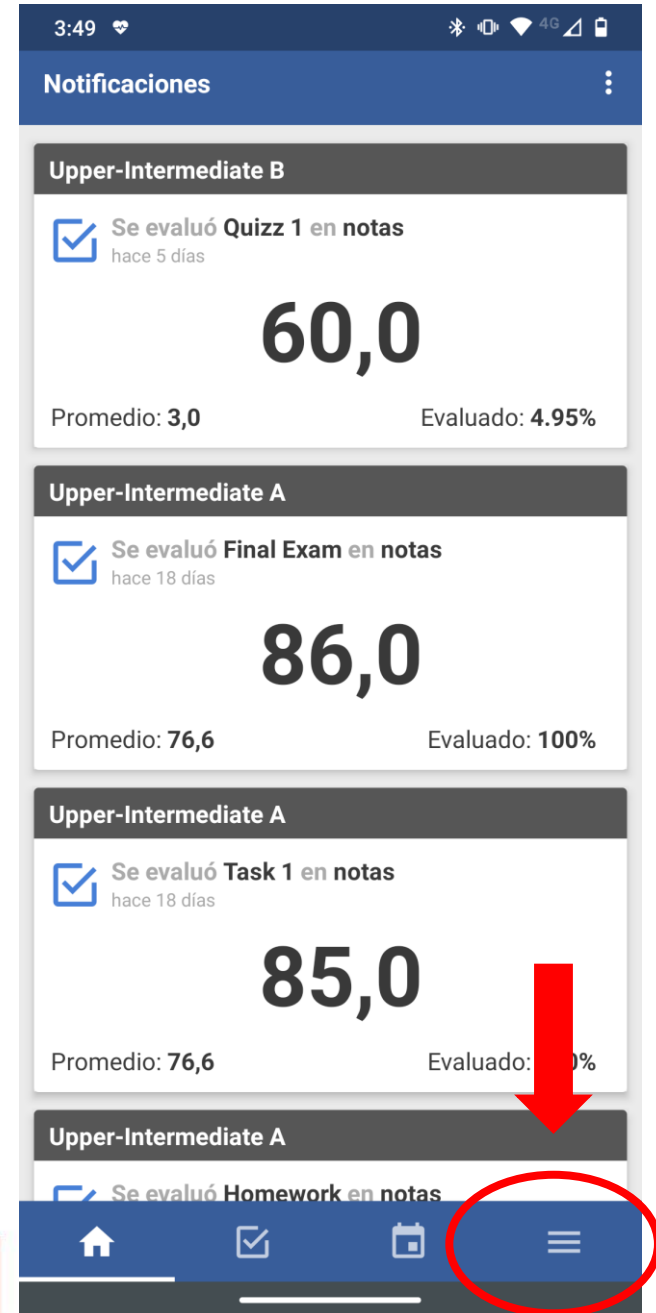 3:49
4G
Notificaciones
Upper-Intermediate B
Se evaluó Quizz 1 en notas
hace 5 días
60,0
Promedio: 3,0 Evaluado: 4.95%
Upper-Intermediate A
Se evaluó Final Exam en notas
hace 18 días
86,0
Promedio: 76,6 Evaluado: 100%
Upper-Intermediate A
Se evaluó Task 1 en notas
hace 18 días
85,0
Promedio: 76,6 Evaluado:
Upper-Intermediate A
Se evaluó Homework en notas